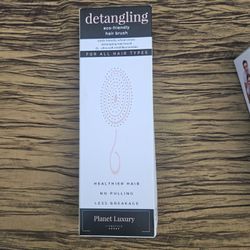 detangling
eco-friendly
hair brush
FOR ALL HAIR TYPES
HEALTHIER HAIR
NO PULLING
LESS BREAKAGE
Planet Luxury